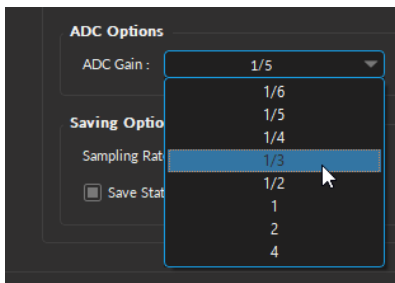 ADC Options
ADC Gain :
1/5
1/6
1/5
1/4
1/3
1/2
1
2
4
Saving Optio
Sampling Rat
Save Stat